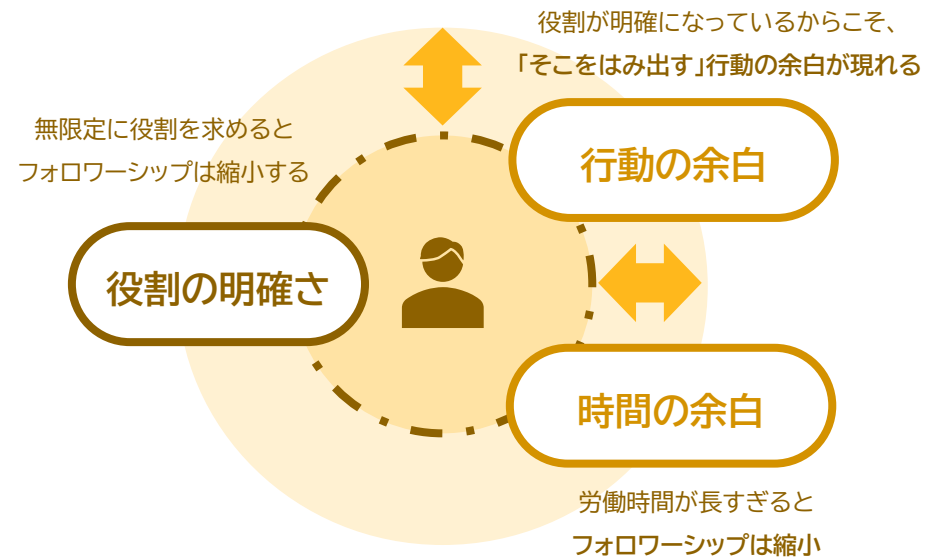 役割が明確になっているからこそ、
「そこをはみ出す」行動の余白が現れる
行動の余白
無限定に役割を求めると
フォロワーシップは縮小する
役割の明確さ
時間の余白
労働時間が長すぎると
フォロワーシップは縮小